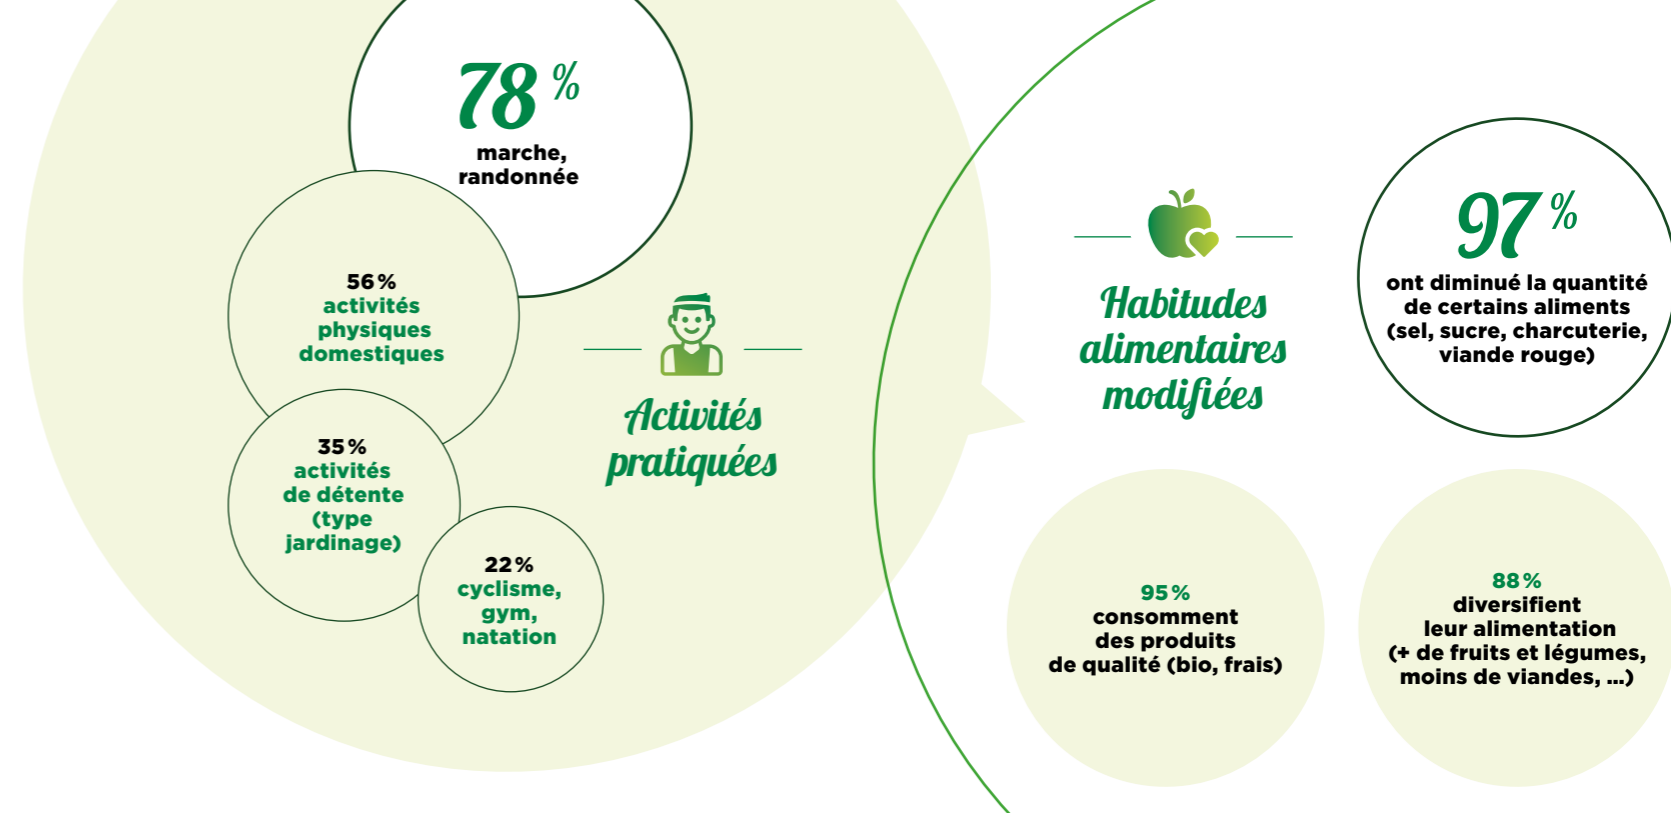 78 %
marche,
randonnée
56 %
activités
physiques
domestiques
35 %
activités
de détente
(type
jardinage)
22 %
cyclisme,
gym,
natation
Activités
pratiquées
Habitudes
alimentaires
modifiées
97 %
ont diminué la quantité
de certains aliments
(sel, sucre, charcuterie,
viande rouge)
95 %
consomment
des produits
de qualité (bio, frais)
88 %
diversifient
leur alimentation
(+ de fruits et légumes,
moins de viandes, ...)